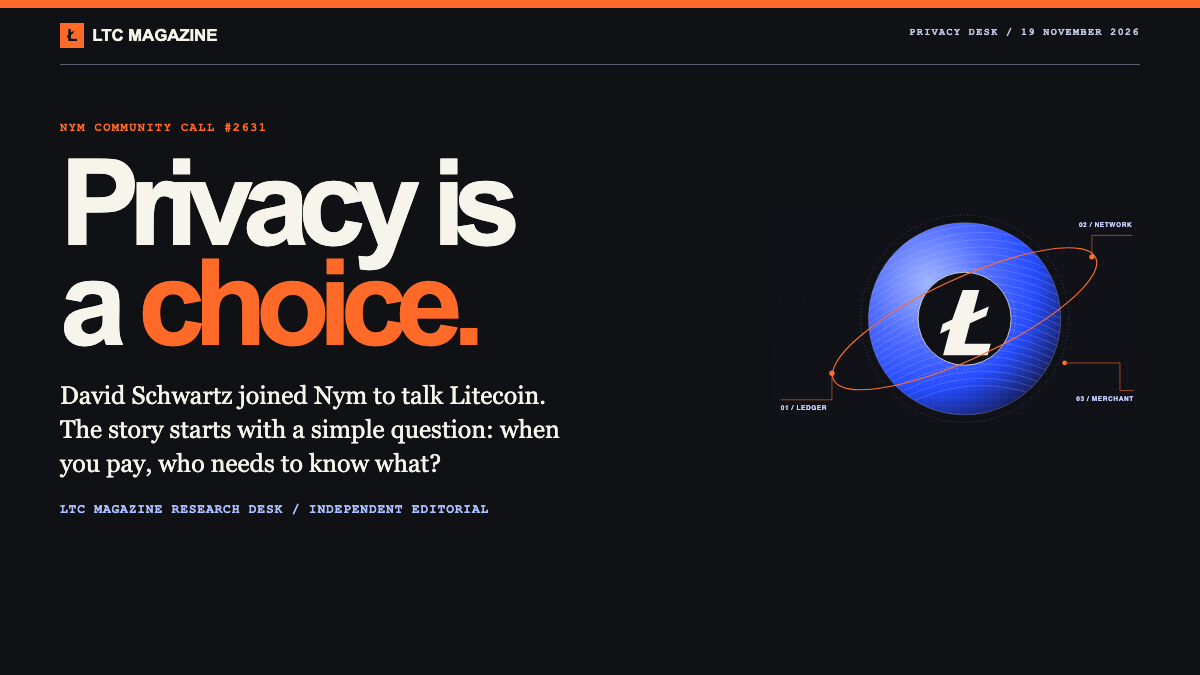 Ł LTC MAGAZINE
PRIVACY DESK / 19 NOVEMBER 2026
NYM COMMUNITY CALL #2631
Privacy is
a choice.
David Schwartz joined Nym to talk Litecoin.
The story starts with a simple question: when
you pay, who needs to know what?
LTC MAGAZINE RESEARCH DESK / INDEPENDENT EDITORIAL
02 / NETWORK
Ł
03 / MERCHANT
01 / LEDGER